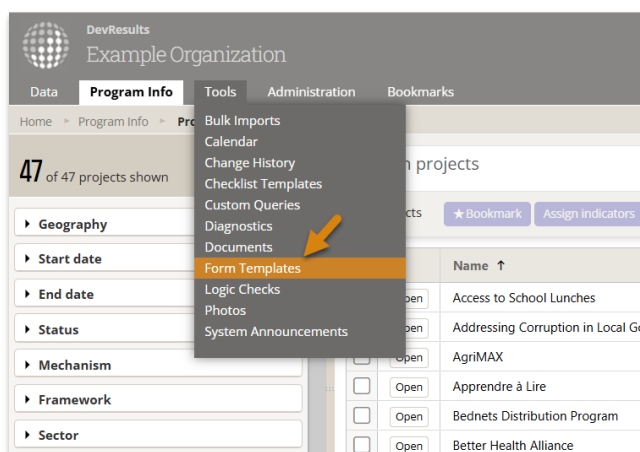 DevResults
Example Organization
Data Program Info Tools Administration Bookmarks
Home Program Info
47 of 47 projects shown
Geography
Start date
End date
Status
Mechanism
Framework
Sector
Bulk Imports
Calendar
Change History
Checklist Templates
Custom Queries
Diagnostics
Documents
Form Templates
Logic Checks
Photos
System Announcements
projects
★Bookmark Assign indicators
Name ↑
Access to School Lunches
Addressing Corruption in Local
Open AgriMAX
Open Apprendre à Lire
Open Bednets Distribution Program
Open Better Health Alliance